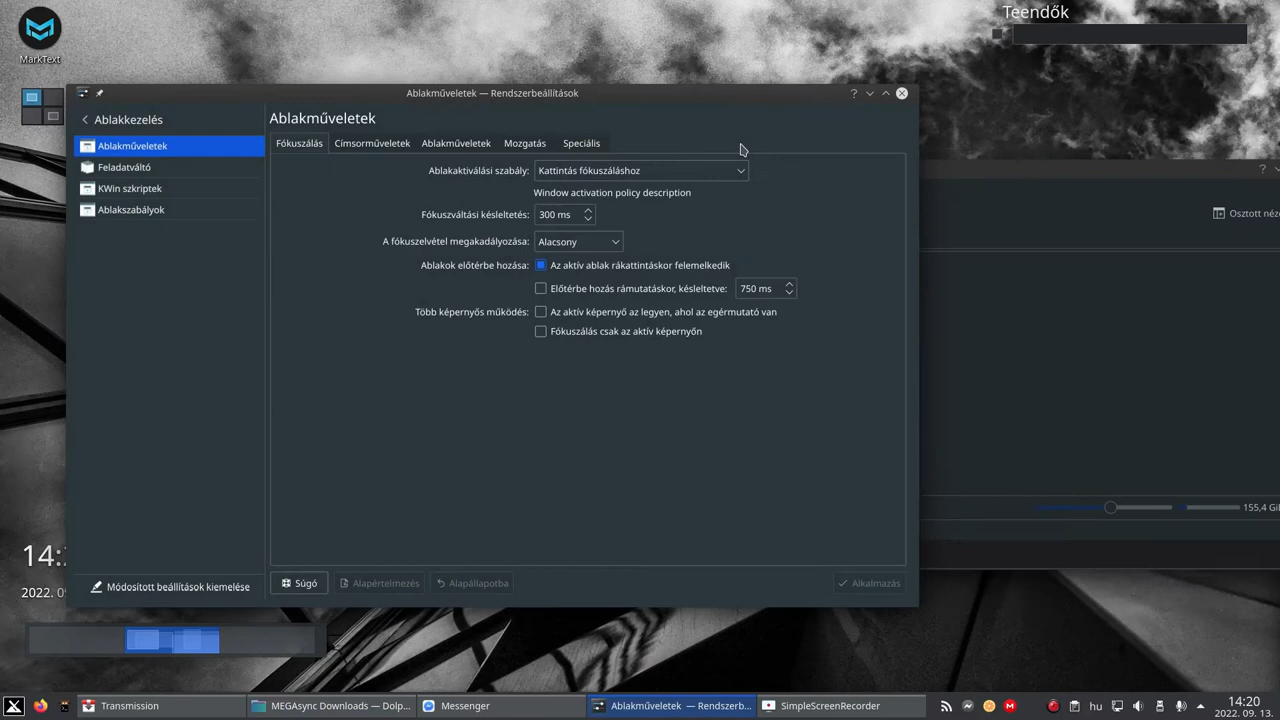 Teendők
MarkText
Ablakműveletek — Rendszerbeállítások
Ablakkezelés
Ablakműveletek
Feladatváltó
KWin szkriptek
Ablakszabályok
Ablakműveletek
Fókuszálás Címsorműveletek Ablakműveletek Mozgatás Speciális
Ablakaktiválási szabály: Kattintás fókuszáláshoz
Window activation policy description
Fókuszváltási késleltetés: 300 ms
A fókuszelvétel megakadályozása: Alacsony
Ablakok előtérbe hozása: Az aktív ablak rákattintáskor felemelkedik
Előtérbe hozás rámutatáskor, késleltetve: 750 ms
Több képernyős működés: Az aktív képernyő az legyen, ahol az egérmutató van
Fókuszálás csak az aktív képernyőn
Osztott néz
155,4 Gi
14:
2022. 0
Módosított beállítások kiemelése
Súgó Alapértelmezés Alapállapotba Alkalmazás
Transmission MEGAsync Downloads — Dolp... Messenger Ablakműveletek — Rendszerb... SimpleScreenRecorder hu 14:20
2022. 09. 13.